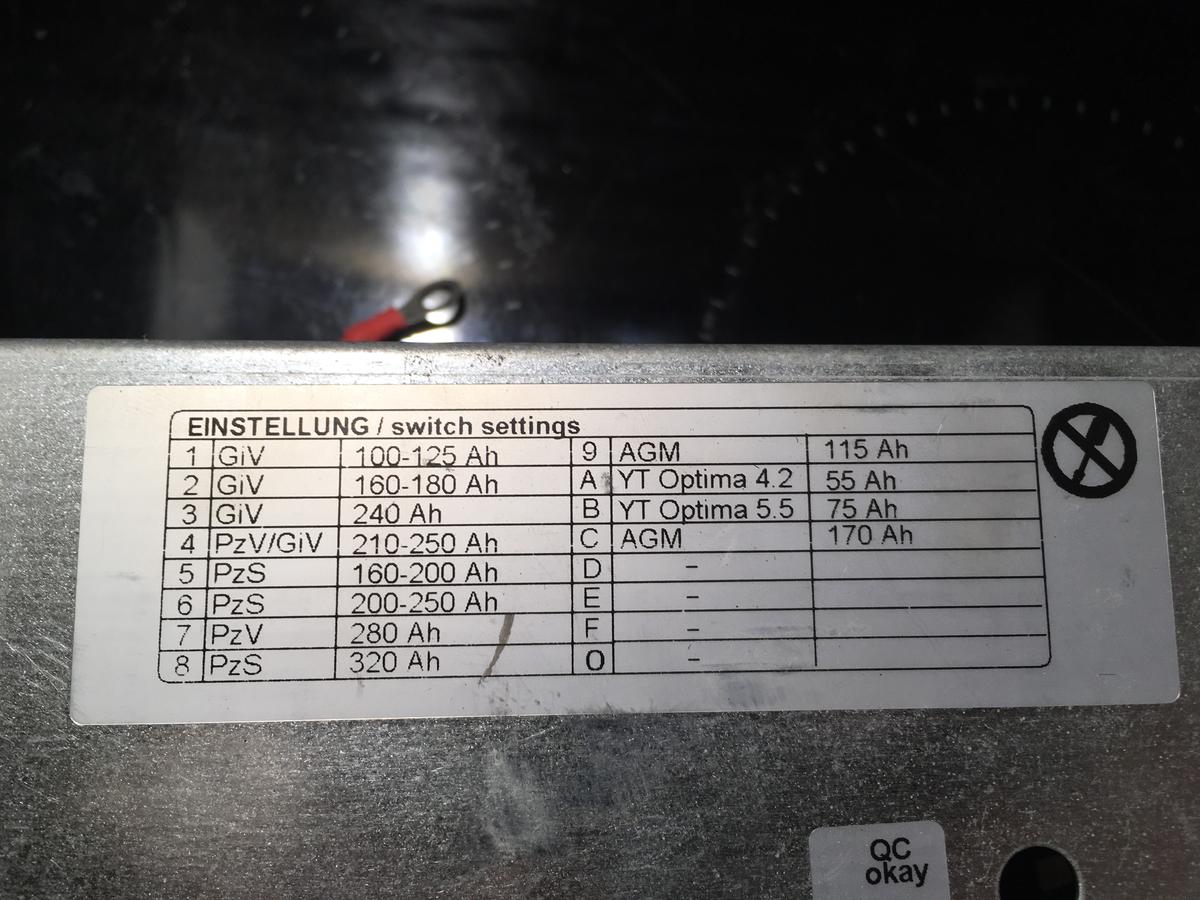 EINSTELLUNG / switch settings
1 GiV 100-125 Ah 9 AGM 115 Ah
2 GiV 160-180 Ah A YT Optima 4.2 55 Ah
3 GiV 240 Ah B YT Optima 5.5 75 Ah
4 PzV/GiV 210-250 Ah C AGM 170 Ah
5 PzS 160-200 Ah D -
6 PzS 200-250 Ah E -
7 PzV 280 Ah F -
8 PzS 320 Ah 0 -
QC
okay